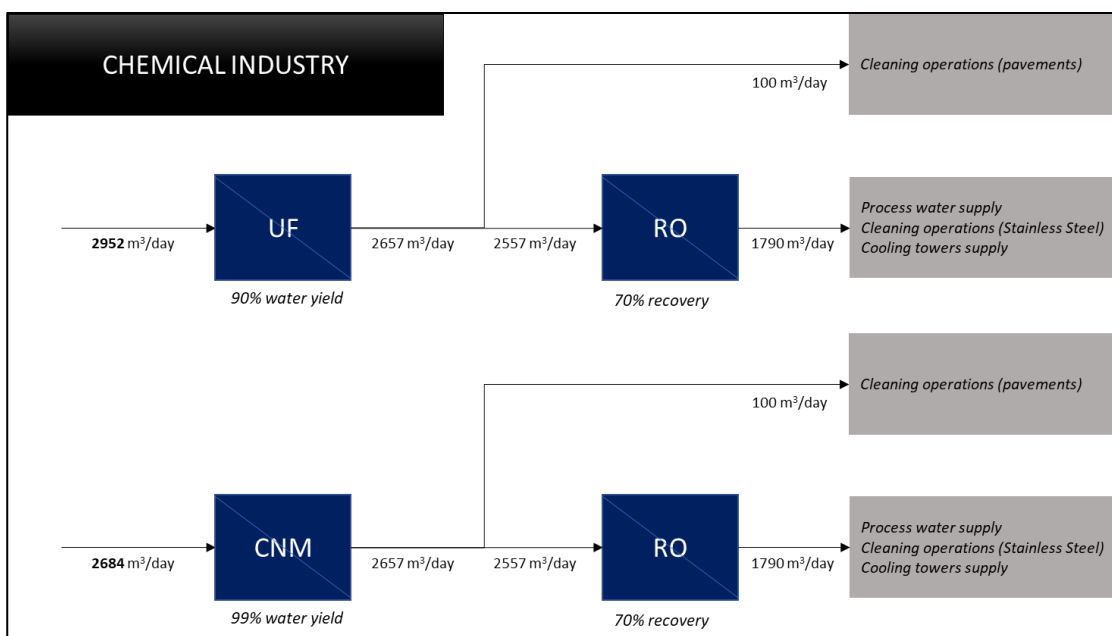 CHEMICAL INDUSTRY
Cleaning operations (pavements)
100 m³/day
UF
RO
Process water supply
Cleaning operations (Stainless Steel)
Cooling towers supply
2952 m³/day
2657 m³/day
2557 m³/day
1790 m³/day
90% water yield
70% recovery
Cleaning operations (pavements)
100 m³/day
CNM
RO
Process water supply
Cleaning operations (Stainless Steel)
Cooling towers supply
2684 m³/day
2657 m³/day
2557 m³/day
1790 m³/day
99% water yield
70% recovery